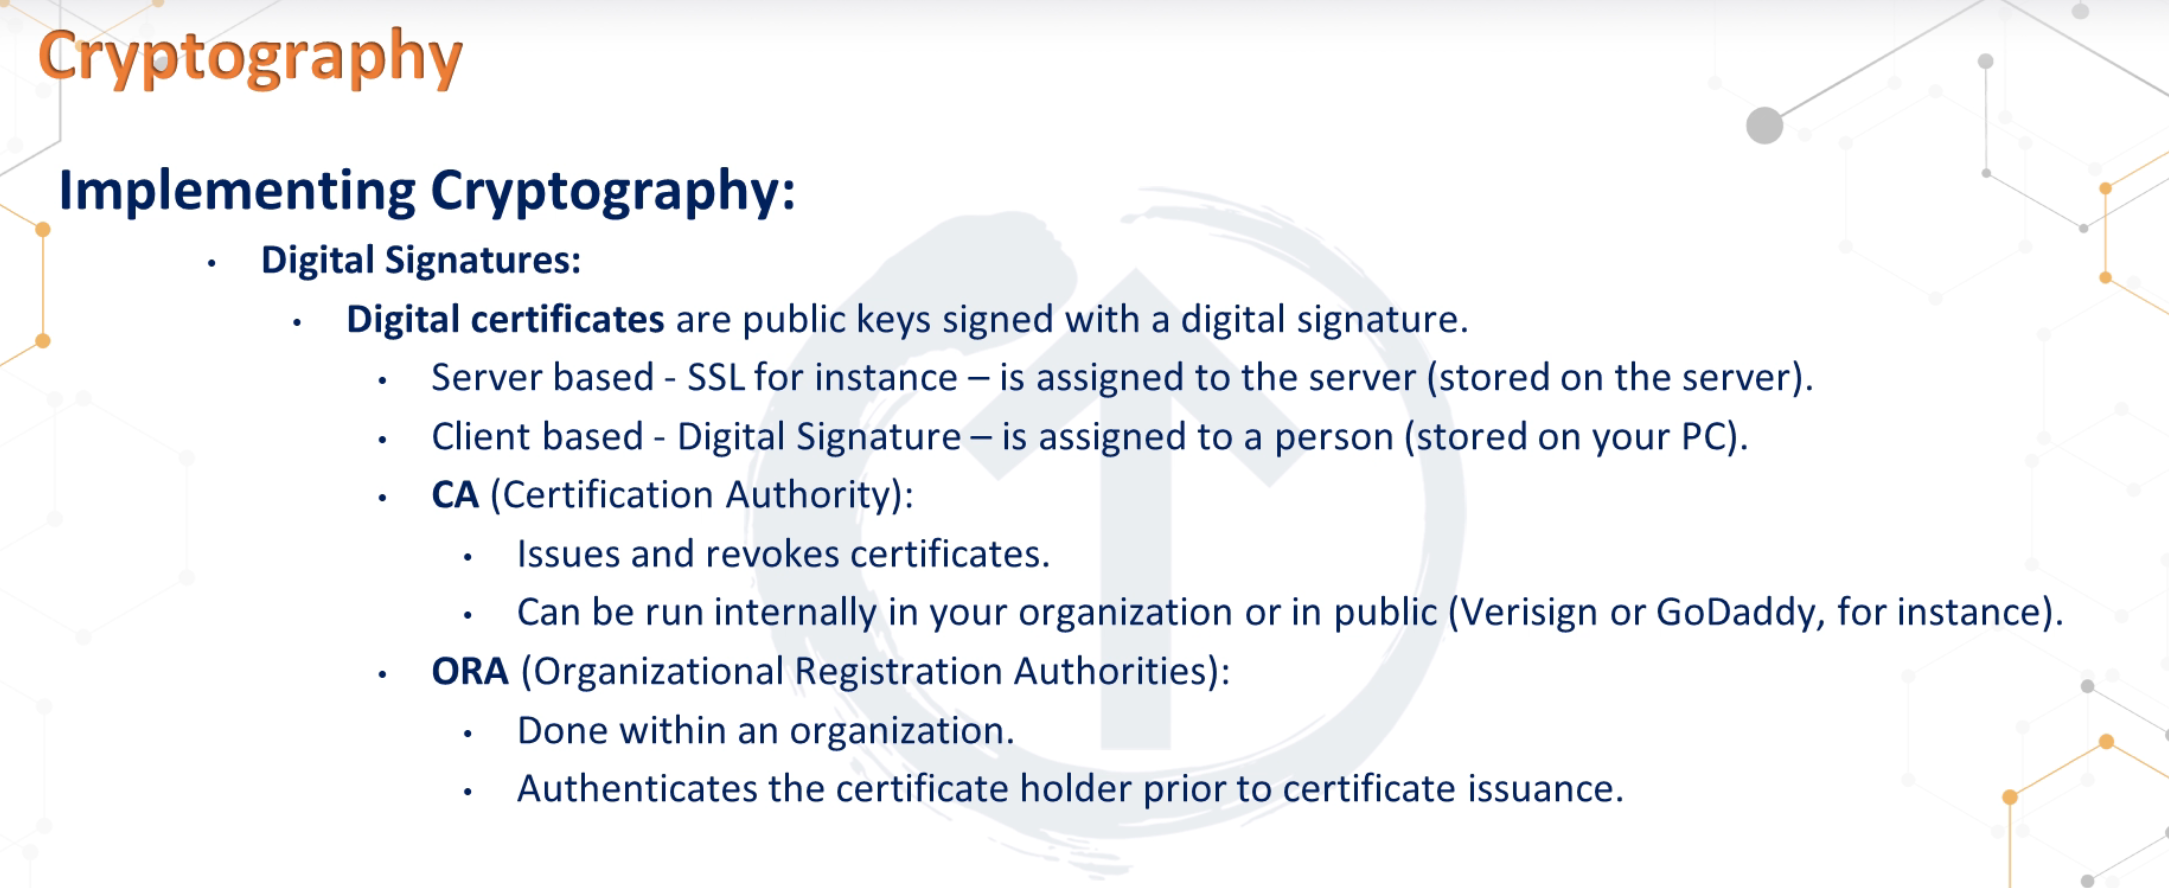 Cryptography
Implementing Cryptography:
• Digital Signatures:
• Digital certificates are public keys signed with a digital signature.
• Server based - SSL for instance – is assigned to the server (stored on the server).
• Client based - Digital Signature – is assigned to a person (stored on your PC).
• CA (Certification Authority):
• Issues and revokes certificates.
• Can be run internally in your organization or in public (Verisign or GoDaddy, for instance).
• ORA (Organizational Registration Authorities):
• Done within an organization.
• Authenticates the certificate holder prior to certificate issuance.